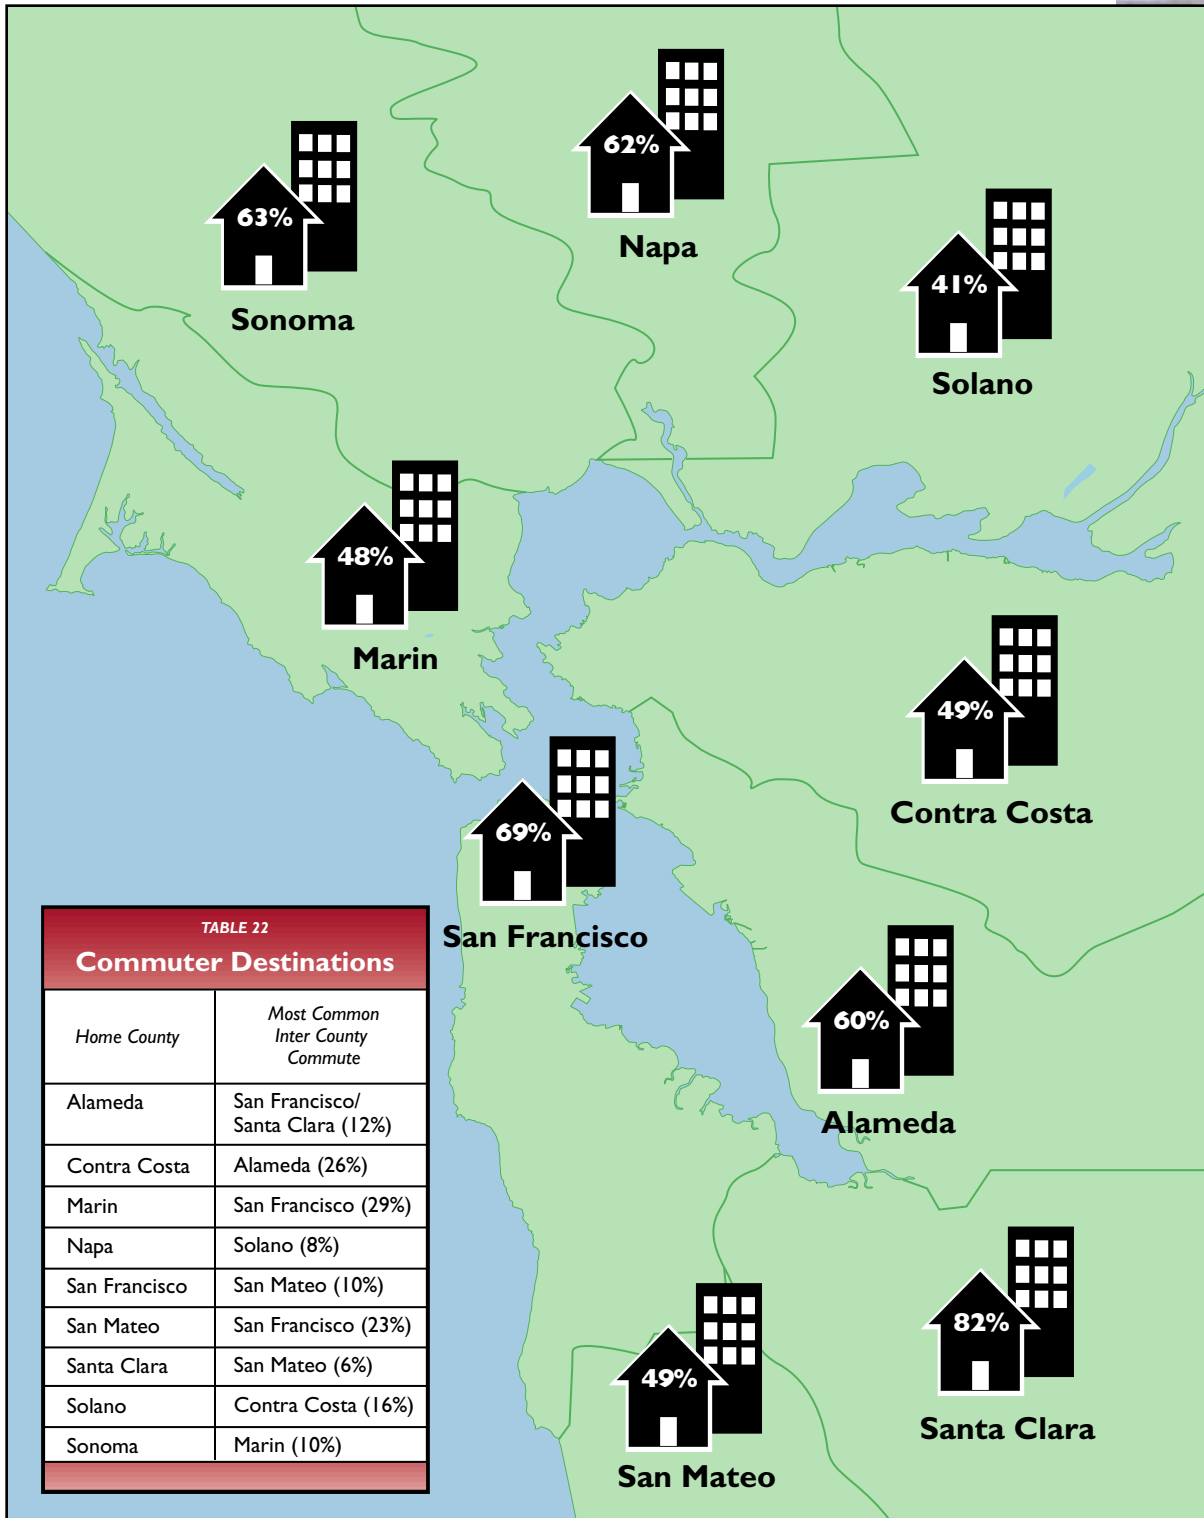 62%
Napa
63%
Sonoma
41%
Solano
48%
Marin
49%
Contra Costa
69%
San Francisco
60%
Alameda
82%
Santa Clara
49%
San Mateo
TABLE 22
Commuter Destinations
Home County
Most Common
Inter County
Commute
Alameda
San Francisco/
Santa Clara (12%)
Contra Costa Alameda (26%)
Marin San Francisco (29%)
Napa Solano (8%)
San Francisco San Mateo (10%)
San Mateo San Francisco (23%)
Santa Clara San Mateo (6%)
Solano Contra Costa (16%)
Sonoma Marin (10%)